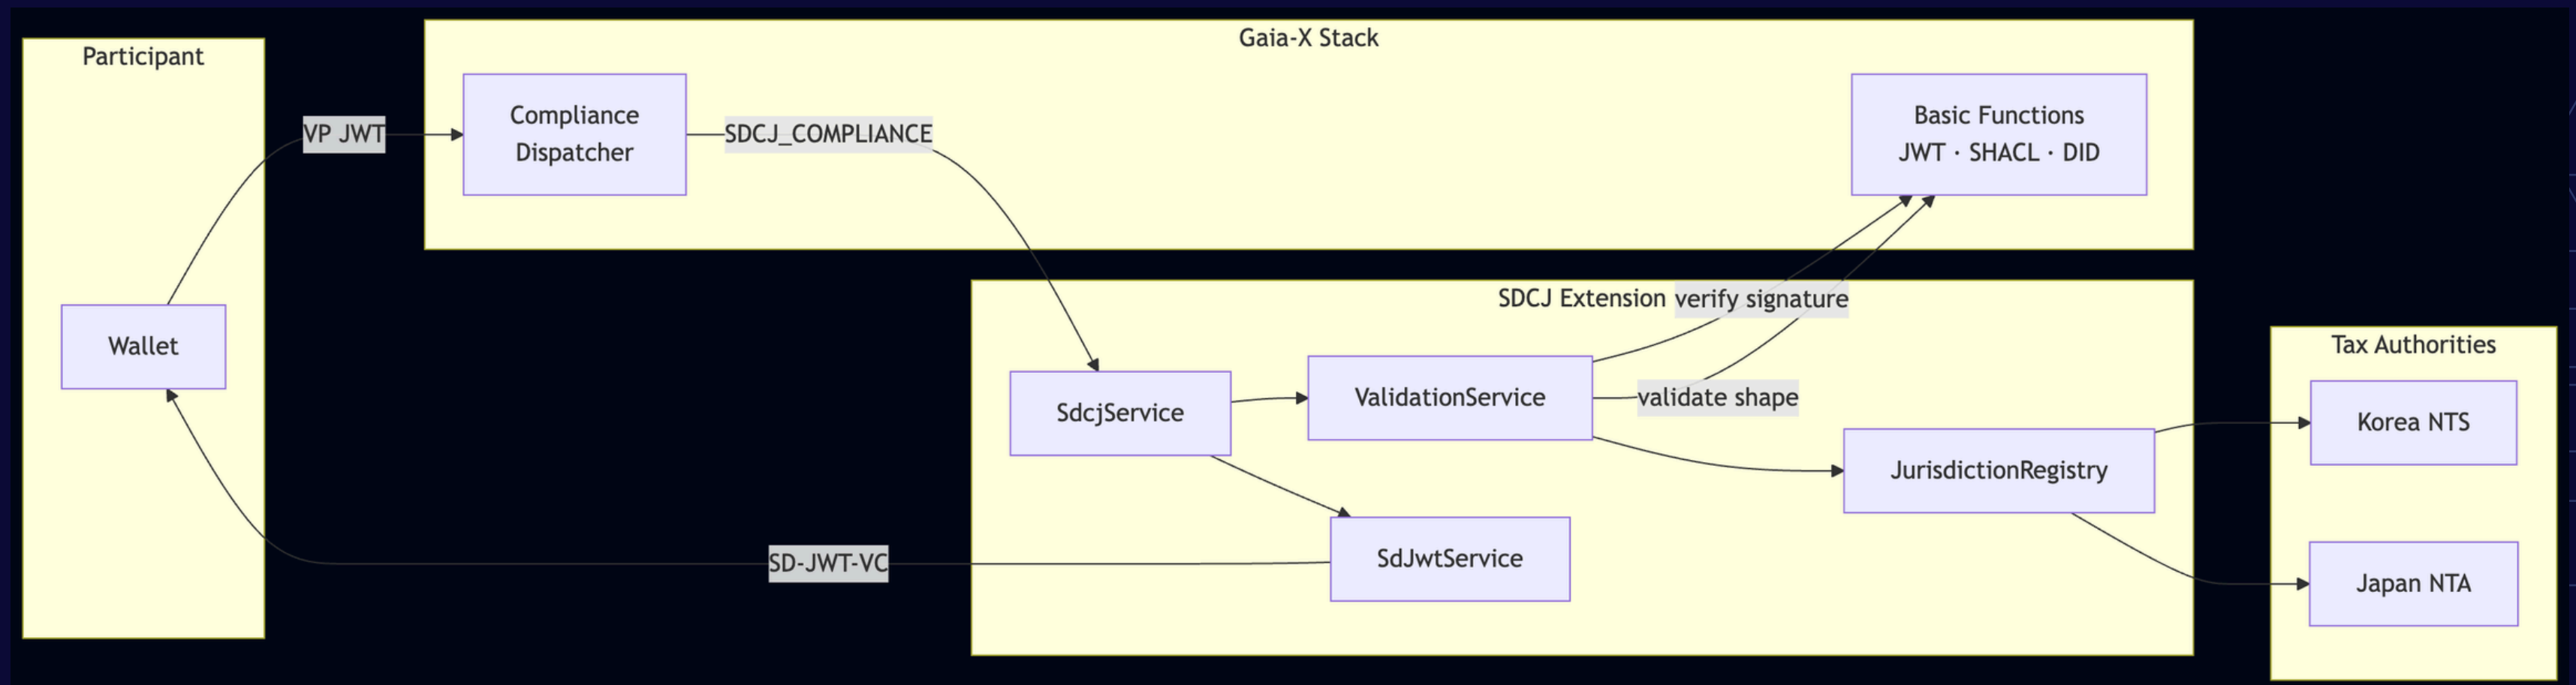 Participant
Wallet
VP JWT
Gaia-X Stack
Compliance
Dispatcher
SDCJ_COMPLIANCE
Basic Functions
JWT · SHACL · DID
SDCJ Extension
verify signature
SdcjService
ValidationService
validate shape
JurisdictionRegistry
SdJwtService
SD-JWT-VC
Tax Authorities
Korea NTS
Japan NTA